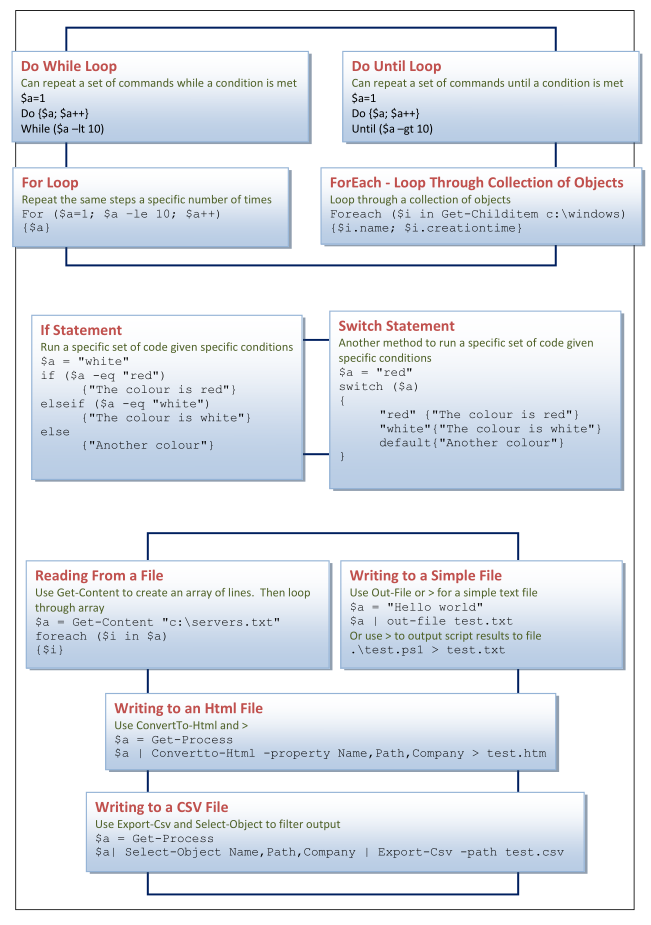 Do While Loop
Can repeat a set of commands while a condition is met
$a=1
Do {$a; $a++}
While ($a –lt 10)
Do Until Loop
Can repeat a set of commands until a condition is met
$a=1
Do {$a; $a++}
Until ($a –gt 10)
For Loop
Repeat the same steps a specific number of times
For ($a=1; $a –le 10; $a++)
{$a}
ForEach - Loop Through Collection of Objects
Loop through a collection of objects
Foreach ($i in Get-Childitem c:\windows)
{$i.name; $i.creationtime}
If Statement
Run a specific set of code given specific conditions
$a = "white"
if ($a -eq "red")
{"The colour is red"}
elseif ($a -eq "white")
{"The colour is white"}
else
{"Another colour"}
Switch Statement
Another method to run a specific set of code given
specific conditions
$a = "red"
switch ($a)
{
"red" {"The colour is red"}
"white"{"The colour is white"}
default{"Another colour"}
}
Reading From a File
Use Get-Content to create an array of lines.  Then loop
through array
$a = Get-Content "c:\servers.txt"
foreach ($i in $a)
{$i}
Writing to a Simple File
Use Out-File or > for a simple text file
$a = "Hello world"
$a | out-file test.txt
Or use > to output script results to file
.\test.ps1 > test.txt
Writing to an Html File
Use ConvertTo-Html and >
$a = Get-Process
$a | Convertto-Html –property Name,Path,Company > test.htm
Writing to a CSV File
Use Export-Csv and Select-Object to filter output
$a = Get-Process
$a| Select-Object Name,Path,Company | Export-Csv –path test.csv